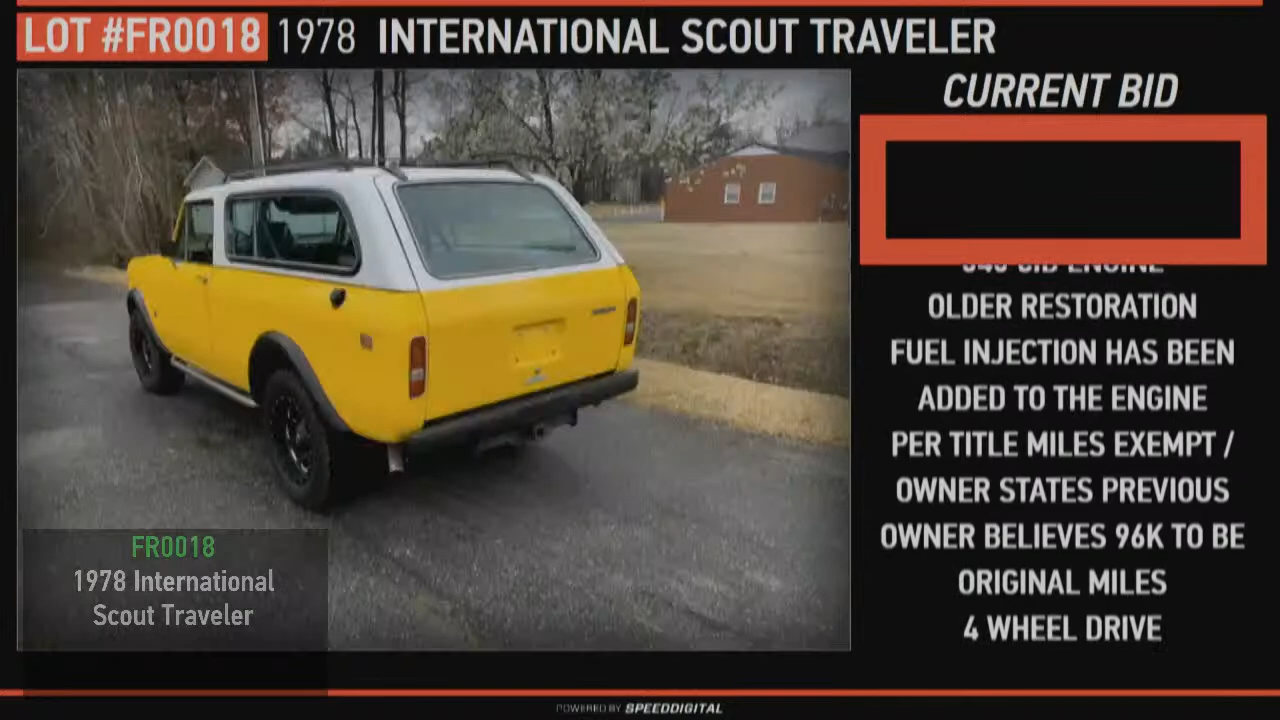 LOT #FR0018 1978 INTERNATIONAL SCOUT TRAVELER
CURRENT BID
ENGINE
OLDER RESTORATION
FUEL INJECTION HAS BEEN
ADDED TO THE ENGINE
PER TITLE MILES EXEMPT /
OWNER STATES PREVIOUS
OWNER BELIEVES 96K TO BE
ORIGINAL MILES
4 WHEEL DRIVE
FR0018
1978 International
Scout Traveler
POWERED BY SPEEDDIGITAL